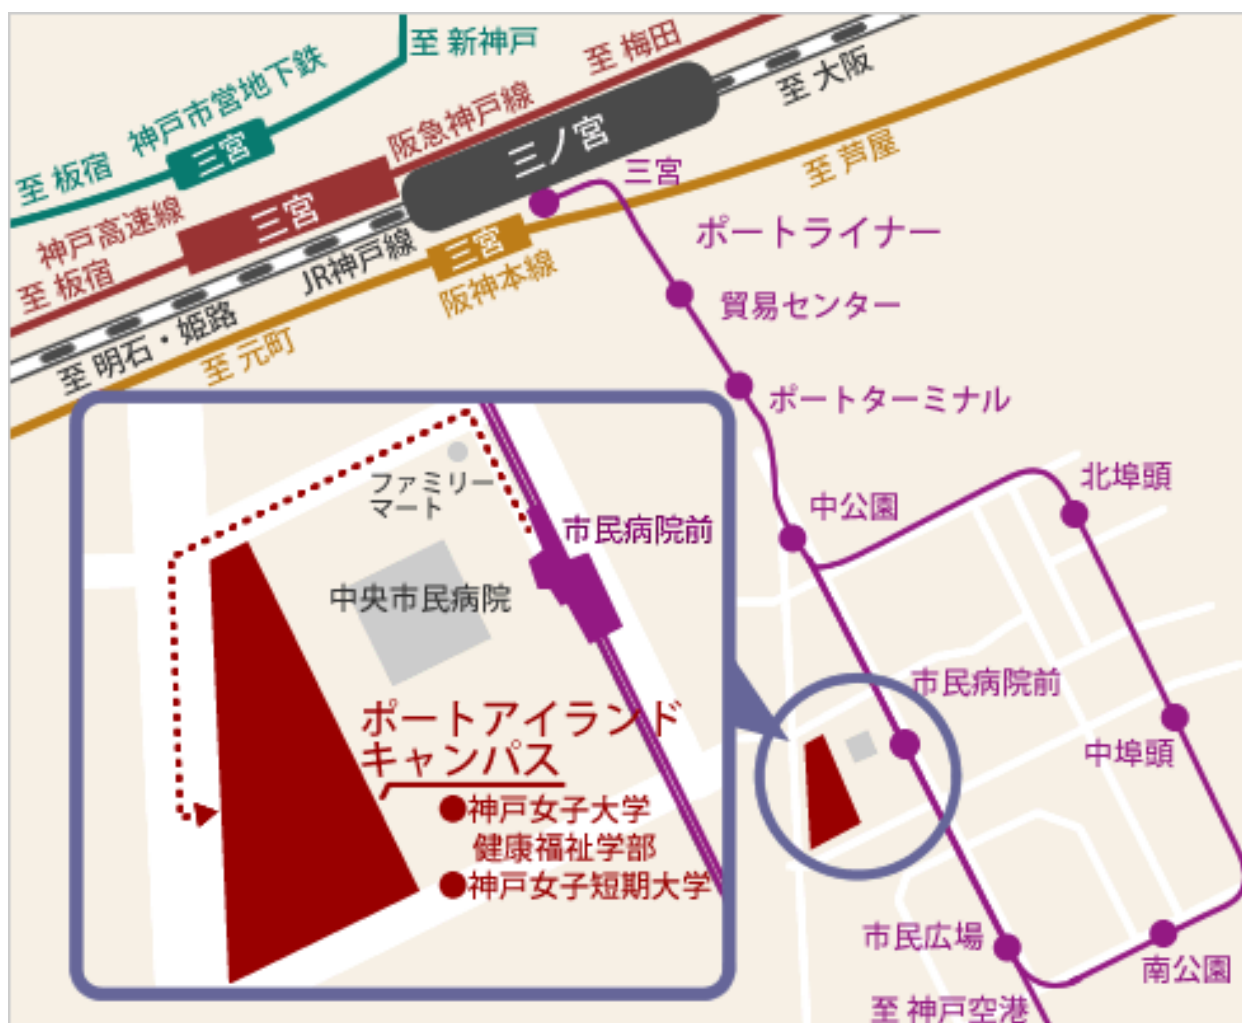 至 新神戸
至 梅田
神戸市営地下鉄
至 大阪
阪急神戸線
三ノ宮
三宮
至 板宿
三宮
至 芦屋
神戸高速線
三宮
ポートライナー
三宮
至 板宿
JR神戸線
阪神本線
貿易センター
至 明石・姫路
至 元町
ポートターミナル
北埠頭
ファミリー
マート
中公園
市民病院前
中央市民病院
市民病院前
ポートアイランド
キャンパス
中埠頭
●神戸女子大学
健康福祉学部
●神戸女子短期大学
市民広場
南公園
至 神戸空港